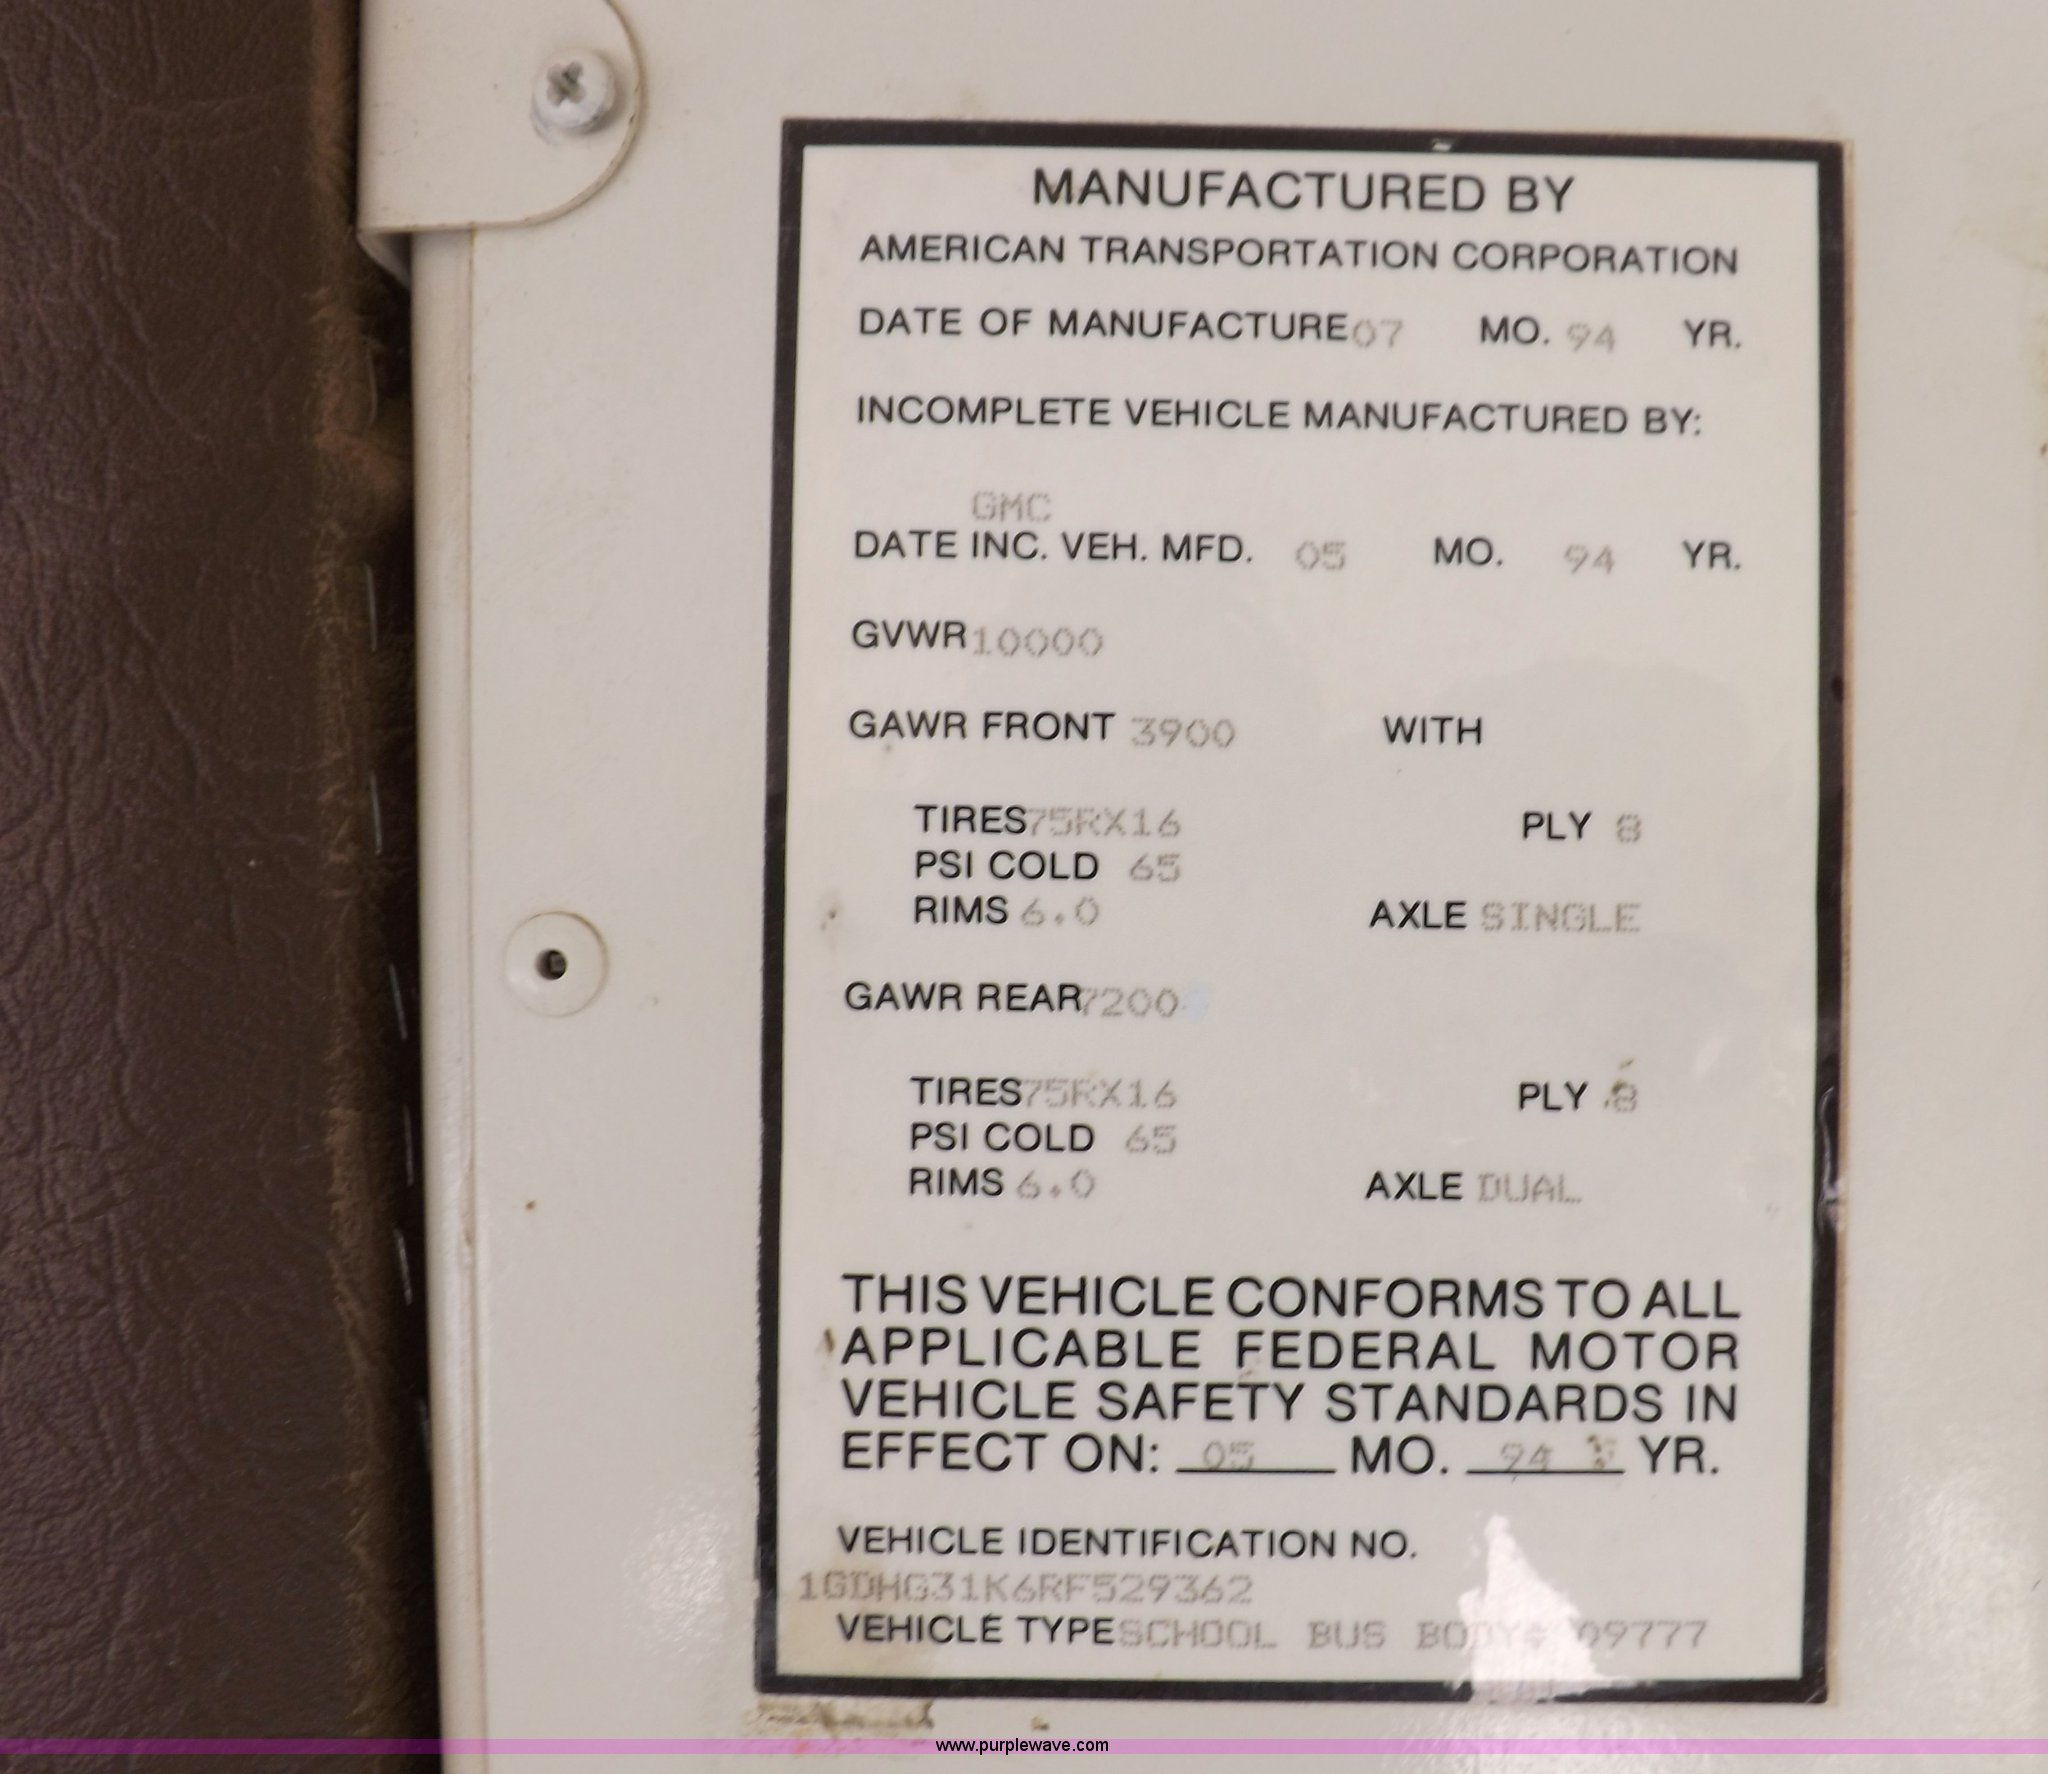 MANUFACTURED BY
AMERICAN TRANSPORTATION CORPORATION
DATE OF MANUFACTURE 07 MO. 94 YR.
INCOMPLETE VEHICLE MANUFACTURED BY:
GMC
DATE INC. VEH. MFD. 05 MO. 94 YR.
GVWR 10000
GAWR FRONT 3900 WITH
TIRES 75RX16 PLY 8
PSI COLD 65
RIMS 6.0 AXLE SINGLE
GAWR REAR 7200
TIRES 75RX16 PLY 8
PSI COLD 65
RIMS 6.0 AXLE DUAL
THIS VEHICLE CONFORMS TO ALL
APPLICABLE FEDERAL MOTOR
VEHICLE SAFETY STANDARDS IN
EFFECT ON: 05 MO. 94 YR.
VEHICLE IDENTIFICATION NO.
1GDHG31K6RF529362
VEHICLE TYPE SCHOOL BUS BODY# 09777
www.purplewave.com